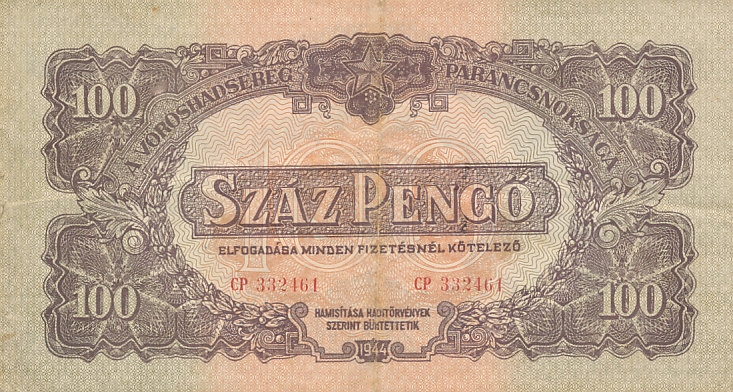 A VÖRÖSHADSEREG PARANCSNOKSÁGA
100 100
100
SZÁZ PENGŐ
ELFOGADÁSA MINDEN FIZETÉSNÉL KÖTELEZŐ
CP 332461 CP 332461
100 100
HAMISÍTÁSA HADITÖRVÉNYEK
SZERINT BÜNTETTETIK
1944